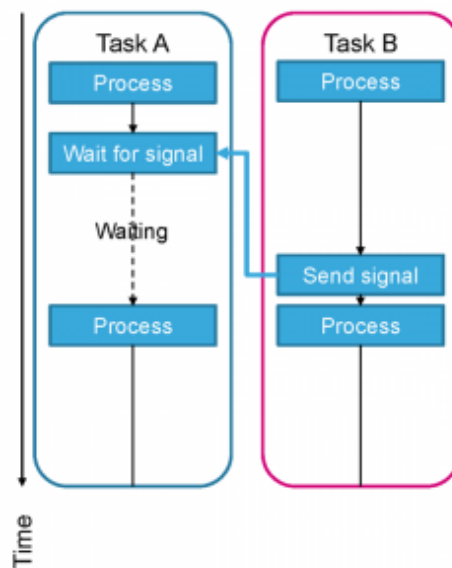 Task A
Process
Wait for signal
Waiting
Process
Task B
Process
Send signal
Process
Time